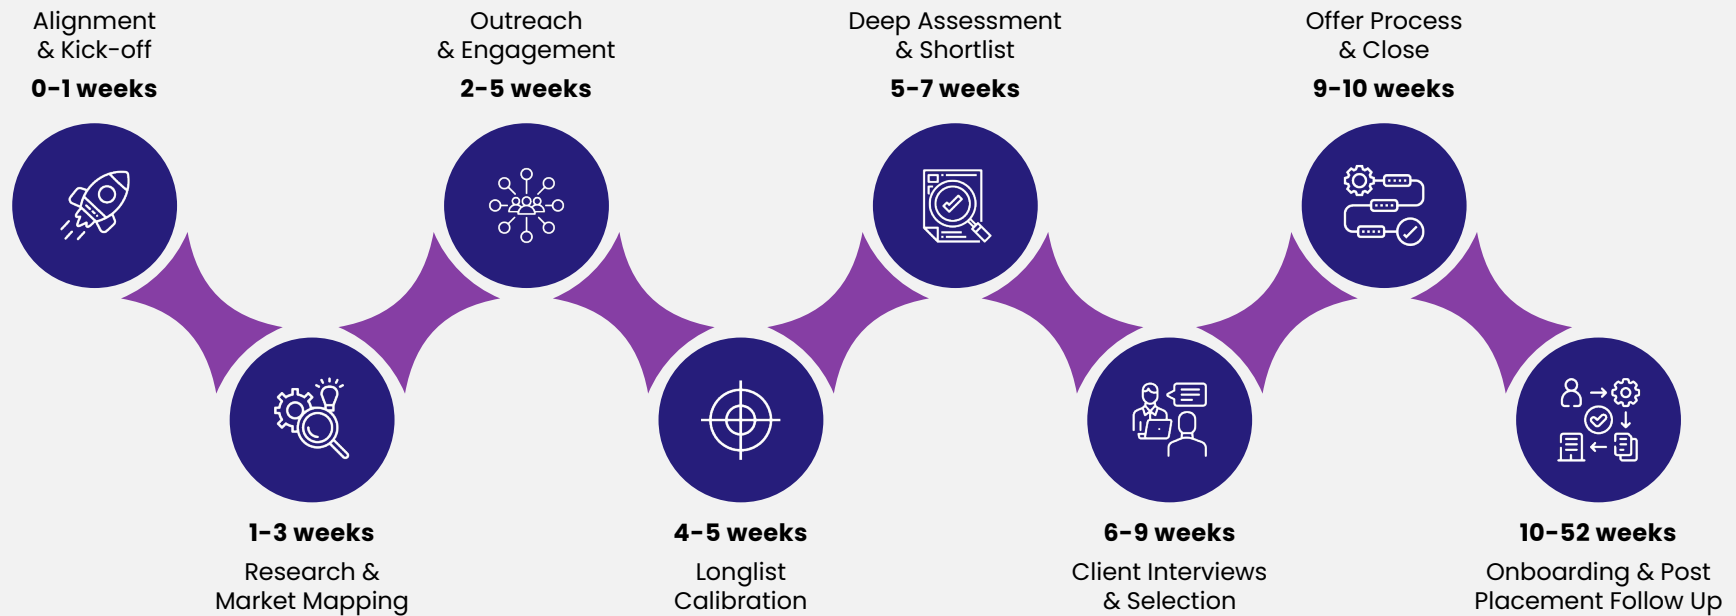 Alignment
& Kick-off
0-1 weeks
1-3 weeks
Research &
Market Mapping
Outreach
& Engagement
2-5 weeks
4-5 weeks
Longlist
Calibration
Deep Assessment
& Shortlist
5-7 weeks
6-9 weeks
Client Interviews
& Selection
Offer Process
& Close
9-10 weeks
10-52 weeks
Onboarding & Post
Placement Follow Up